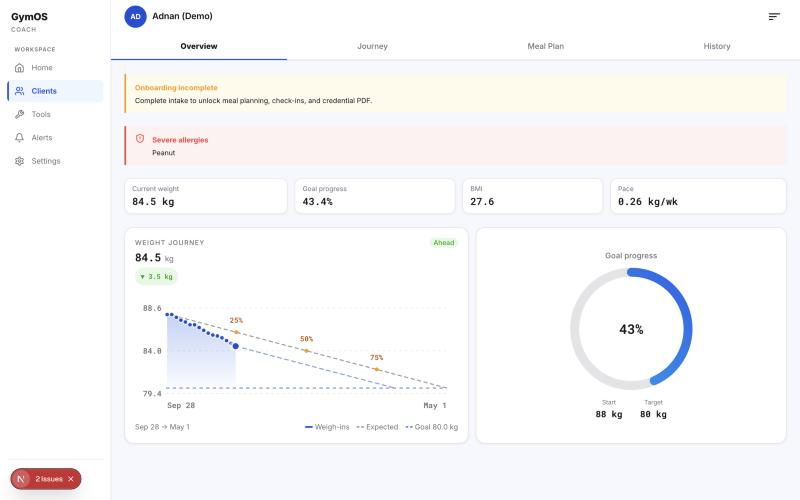 GymOS
COACH
WORKSPACE
Home
Clients
Tools
Alerts
Settings
N
2 Issues
AD
Adnan (Demo)
Overview
Journey
Meal Plan
History
Onboarding incomplete
Complete intake to unlock meal planning, check-ins, and credential PDF.
Severe allergies
Peanut
Current weight
84.5 kg
Goal progress
43.4%
BMI
27.6
Pace
0.26 kg/wk
WEIGHT JOURNEY
Ahead
84.5 kg
▼ 3.5 kg
88.6
84.0
79.4
25%
50%
75%
Sep 28
May 1
Sep 28 → May 1
Weigh-ins
Expected
Goal 80.0 kg
Goal progress
43%
Start
Target
88 kg
80 kg